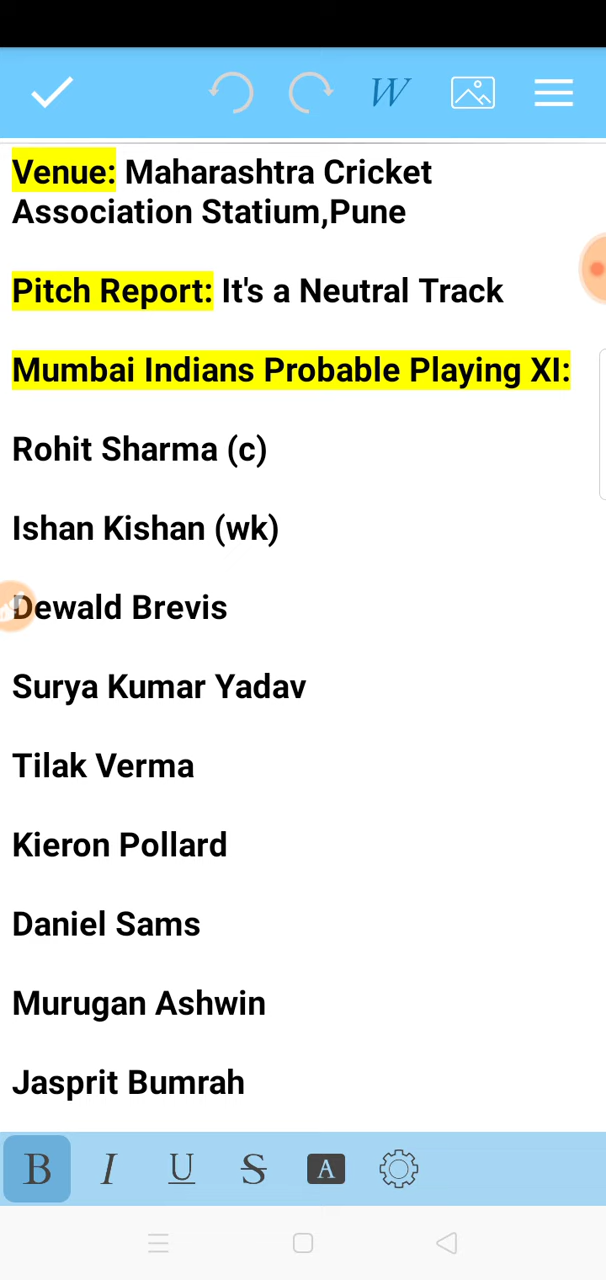 W
Venue: Maharashtra Cricket
Association Statium,Pune
Pitch Report: It's a Neutral Track
Mumbai Indians Probable Playing XI:
Rohit Sharma (c)
Ishan Kishan (wk)
Dewald Brevis
Surya Kumar Yadav
Tilak Verma
Kieron Pollard
Daniel Sams
Murugan Ashwin
Jasprit Bumrah
B I U S A